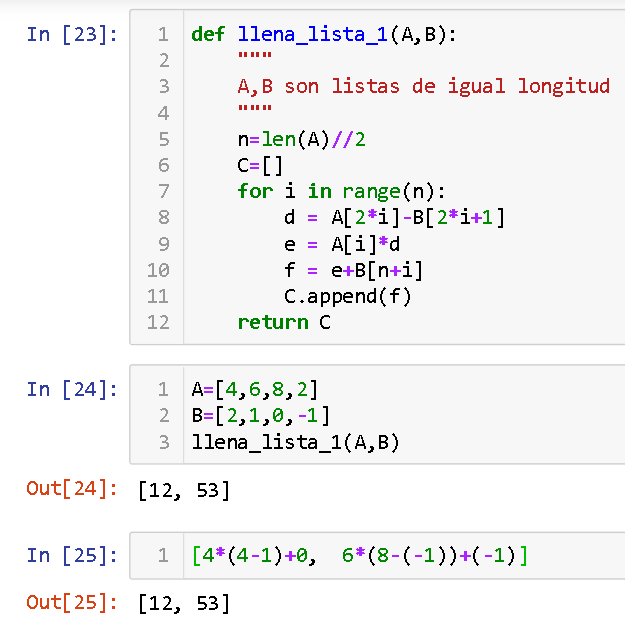 In [23]:
1 def llena_lista_1(A,B):
2     """
3     A,B son listas de igual longitud
4     """
5     n=len(A)//2
6     C=[]
7     for i in range(n):
8         d = A[2*i]-B[2*i+1]
9         e = A[i]*d
10         f = e+B[n+i]
11         C.append(f)
12     return C
In [24]:
1 A=[4,6,8,2]
2 B=[2,1,0,-1]
3 llena_lista_1(A,B)
Out[24]: [12, 53]
In [25]: 1 [4*(4-1)+0,  6*(8-(-1))+(-1)]
Out[25]: [12, 53]